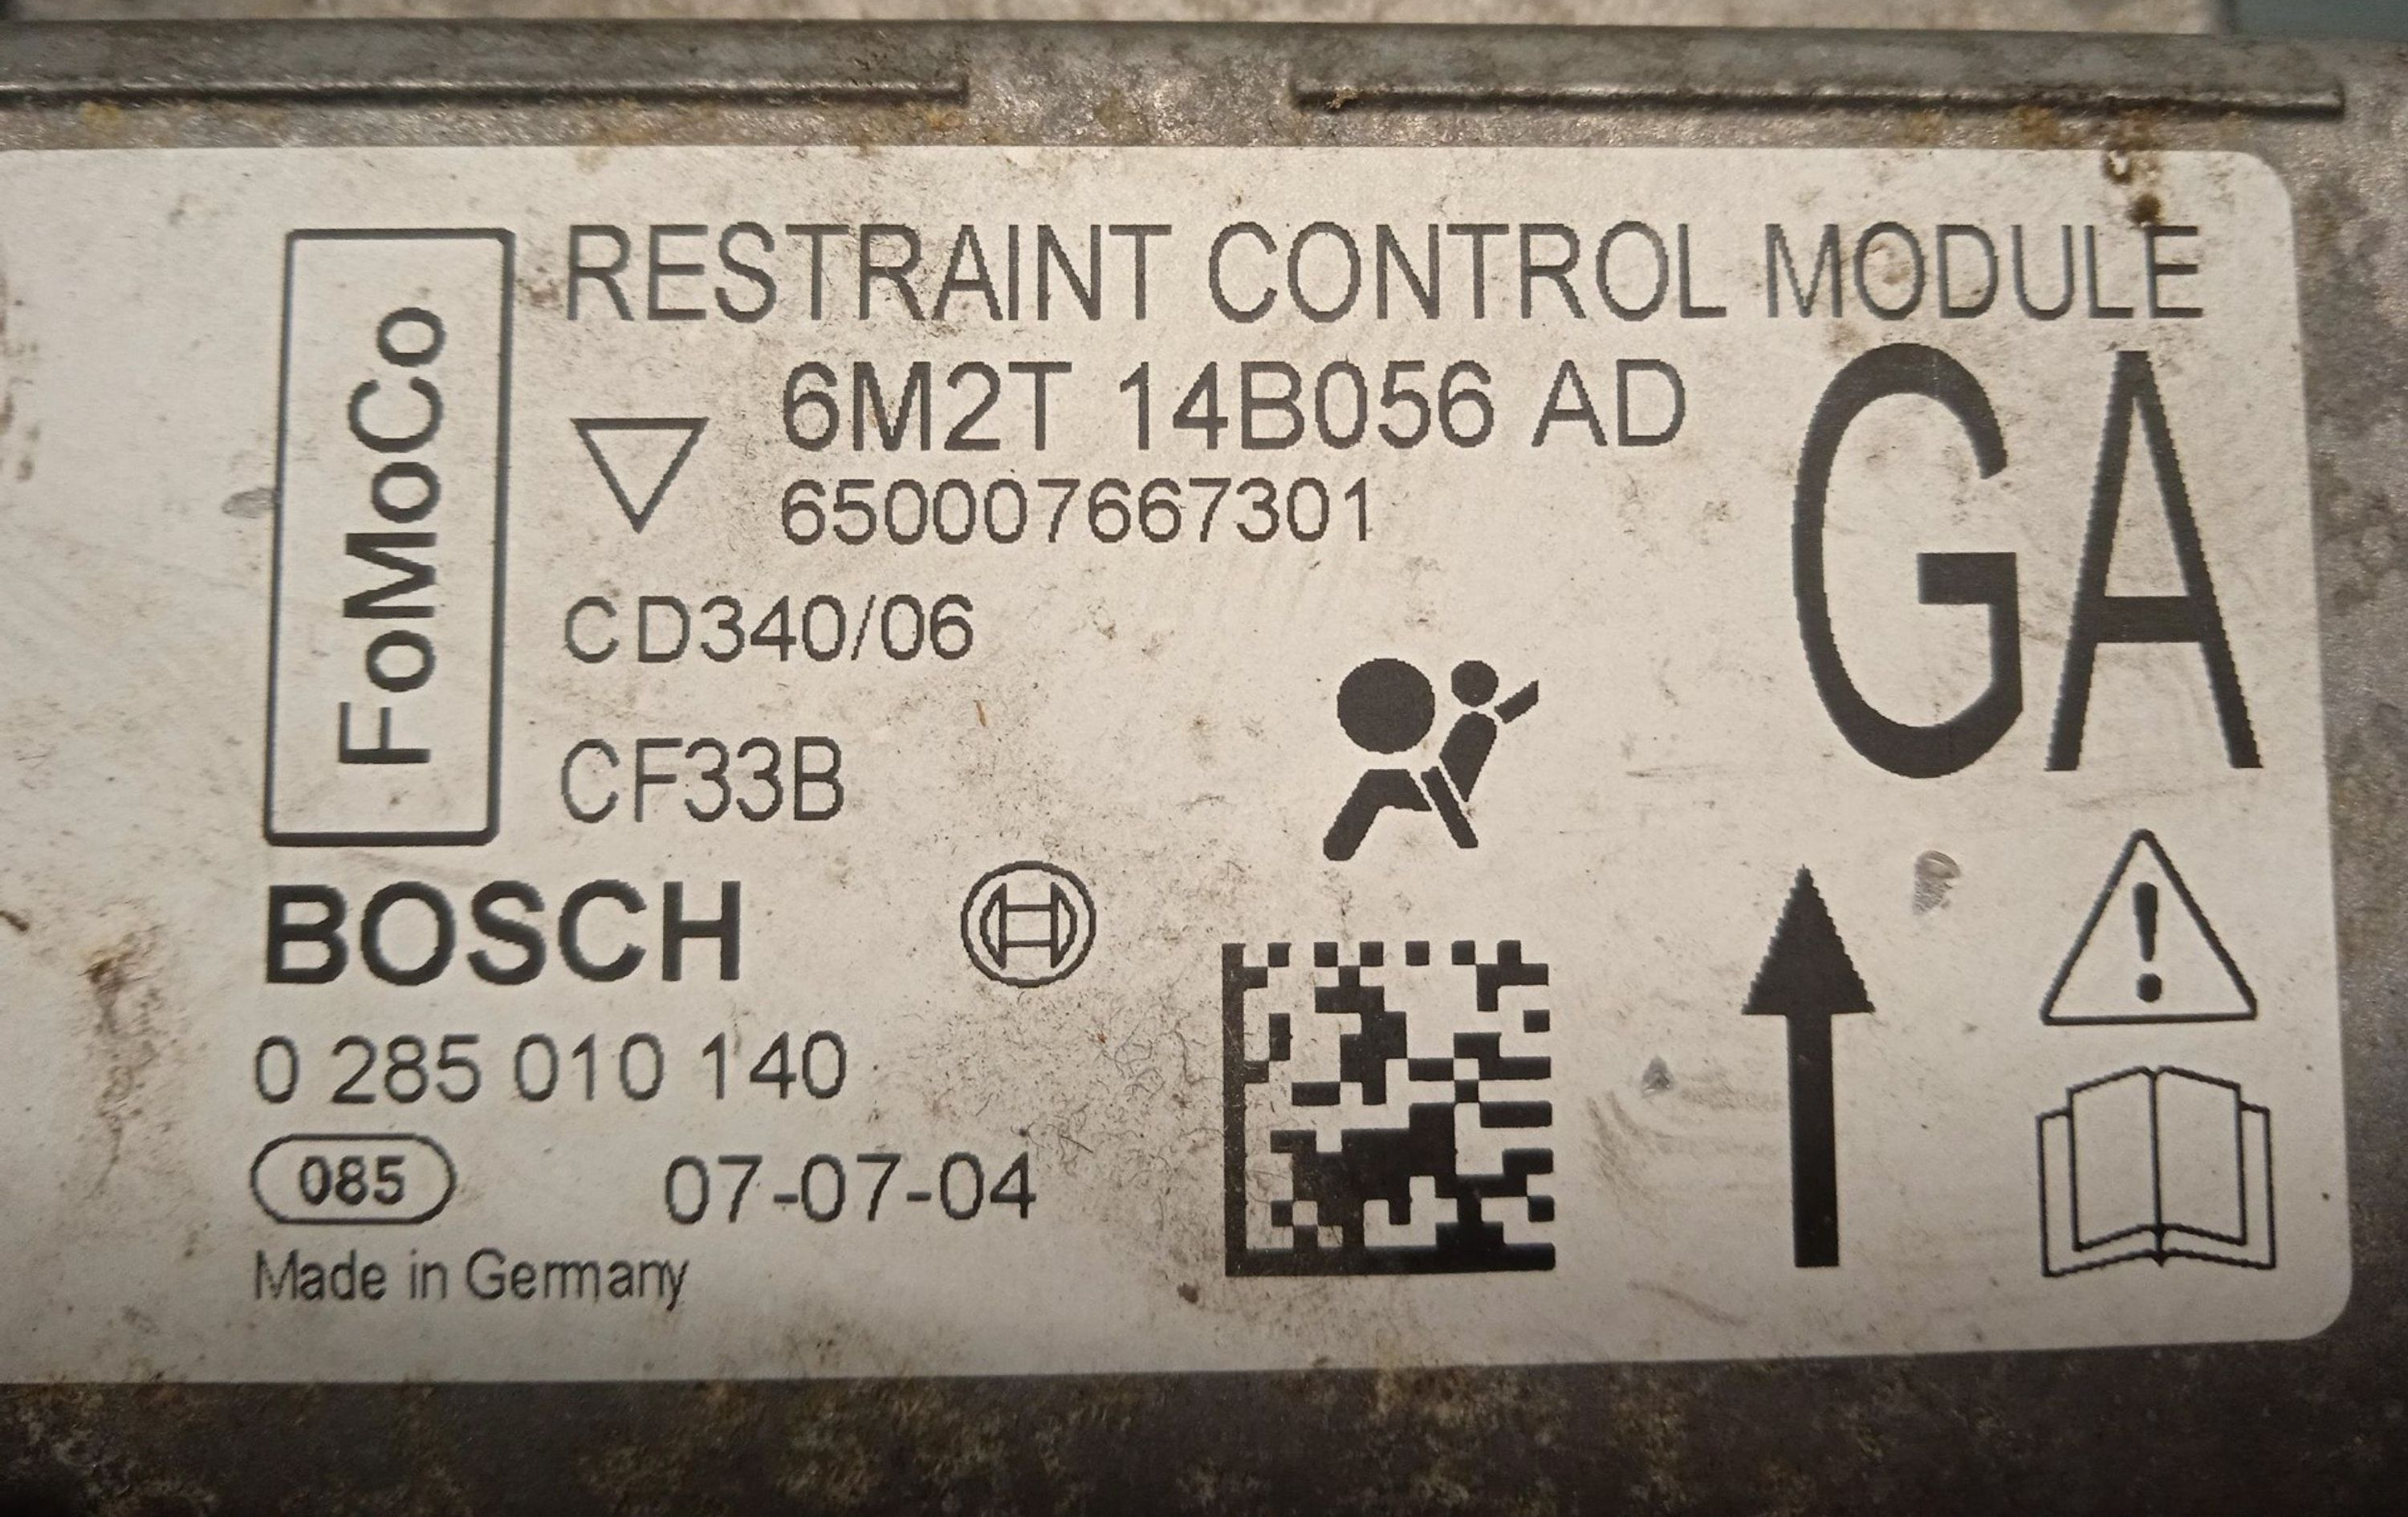 FoMoCo
RESTRAINT CONTROL MODULE
6M2T 14B056 AD
GA
650007667301
CD340/06
CF33B
BOSCH
0 285 010 140
085
07-07-04
Made in Germany